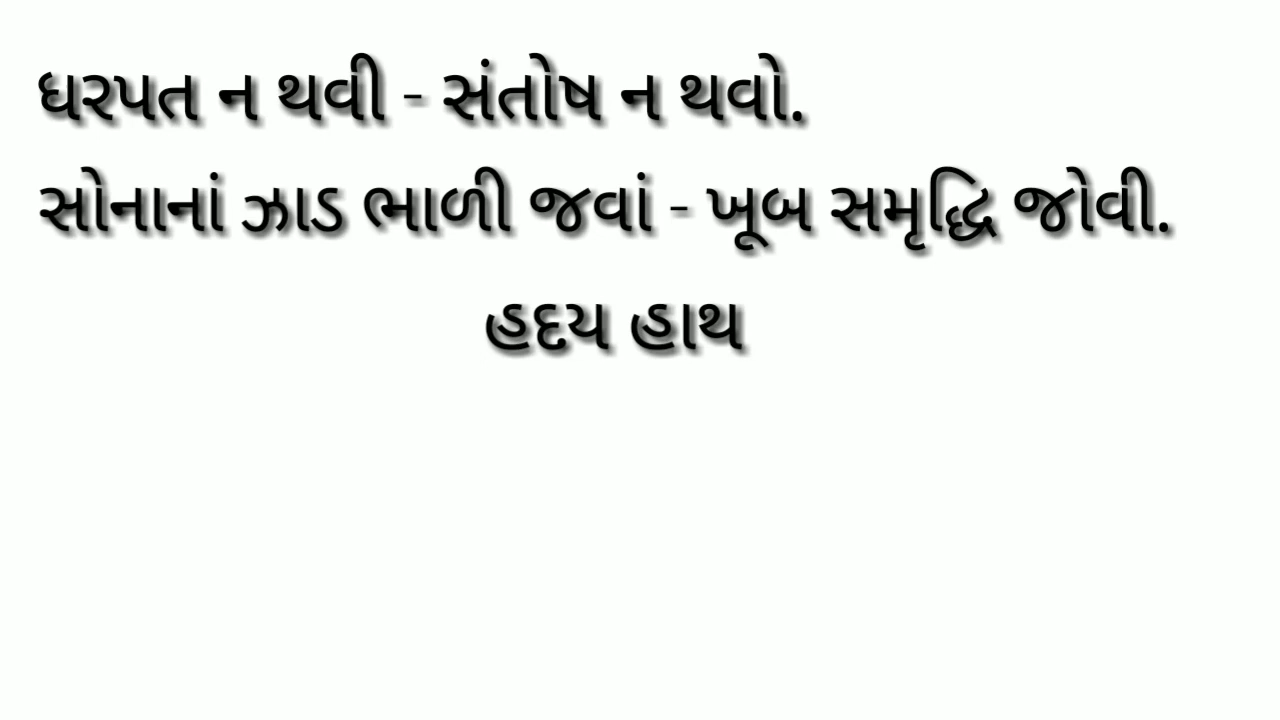 ધરપત ન થવી - સંતોષ ન થવો.
સોનાનાં ઝાડ ભાળી જવાં - ખૂબ સમૃદ્ધિ જોવી.
હદય હાથ